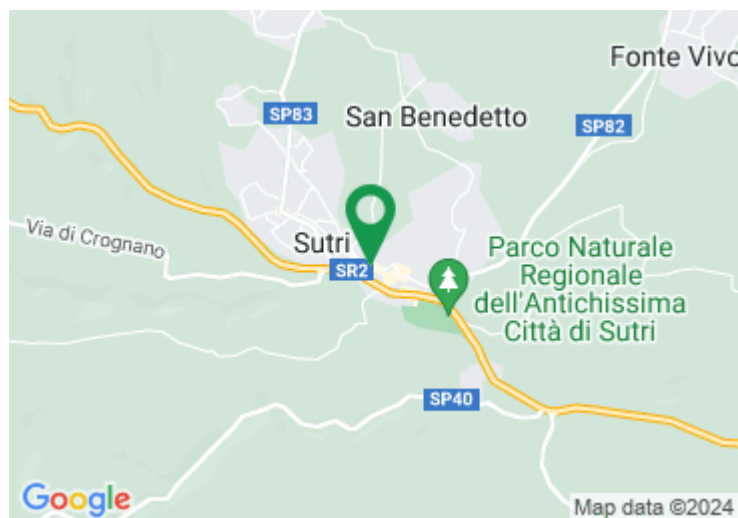 Fonte Vivo
SP83
San Benedetto
SP82
Via di Crognano
Sutri
SR2
Parco Naturale
Regionale
dell'Antichissima
Città di Sutri
SP40
Google
Map data ©2024